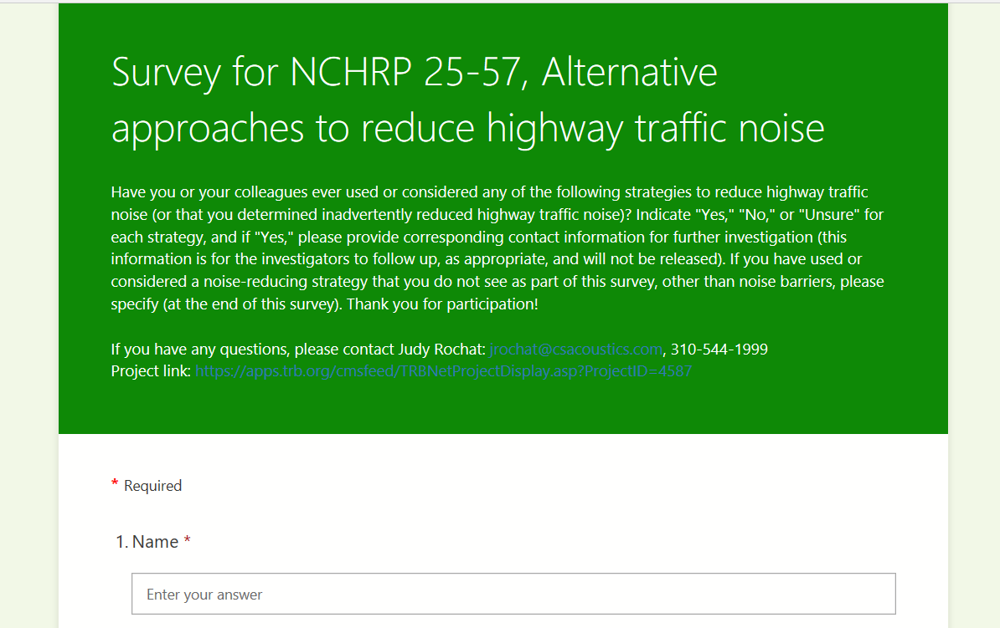 Survey for NCHRP 25-57, Alternative
approaches to reduce highway traffic noise
Have you or your colleagues ever used or considered any of the following strategies to reduce highway traffic
noise (or that you determined inadvertently reduced highway traffic noise)? Indicate "Yes," "No," or "Unsure" for
each strategy, and if "Yes," please provide corresponding contact information for further investigation (this
information is for the investigators to follow up, as appropriate, and will not be released). If you have used or
considered a noise-reducing strategy that you do not see as part of this survey, other than noise barriers, please
specify (at the end of this survey). Thank you for participation!
If you have any questions, please contact Judy Rochat: jrochat@csacoustics.com, 310-544-1999
Project link: https://apps.trb.org/cmsfeed/TRBNetProjectDisplay.asp?ProjectID=4587
* Required
1. Name *
Enter your answer